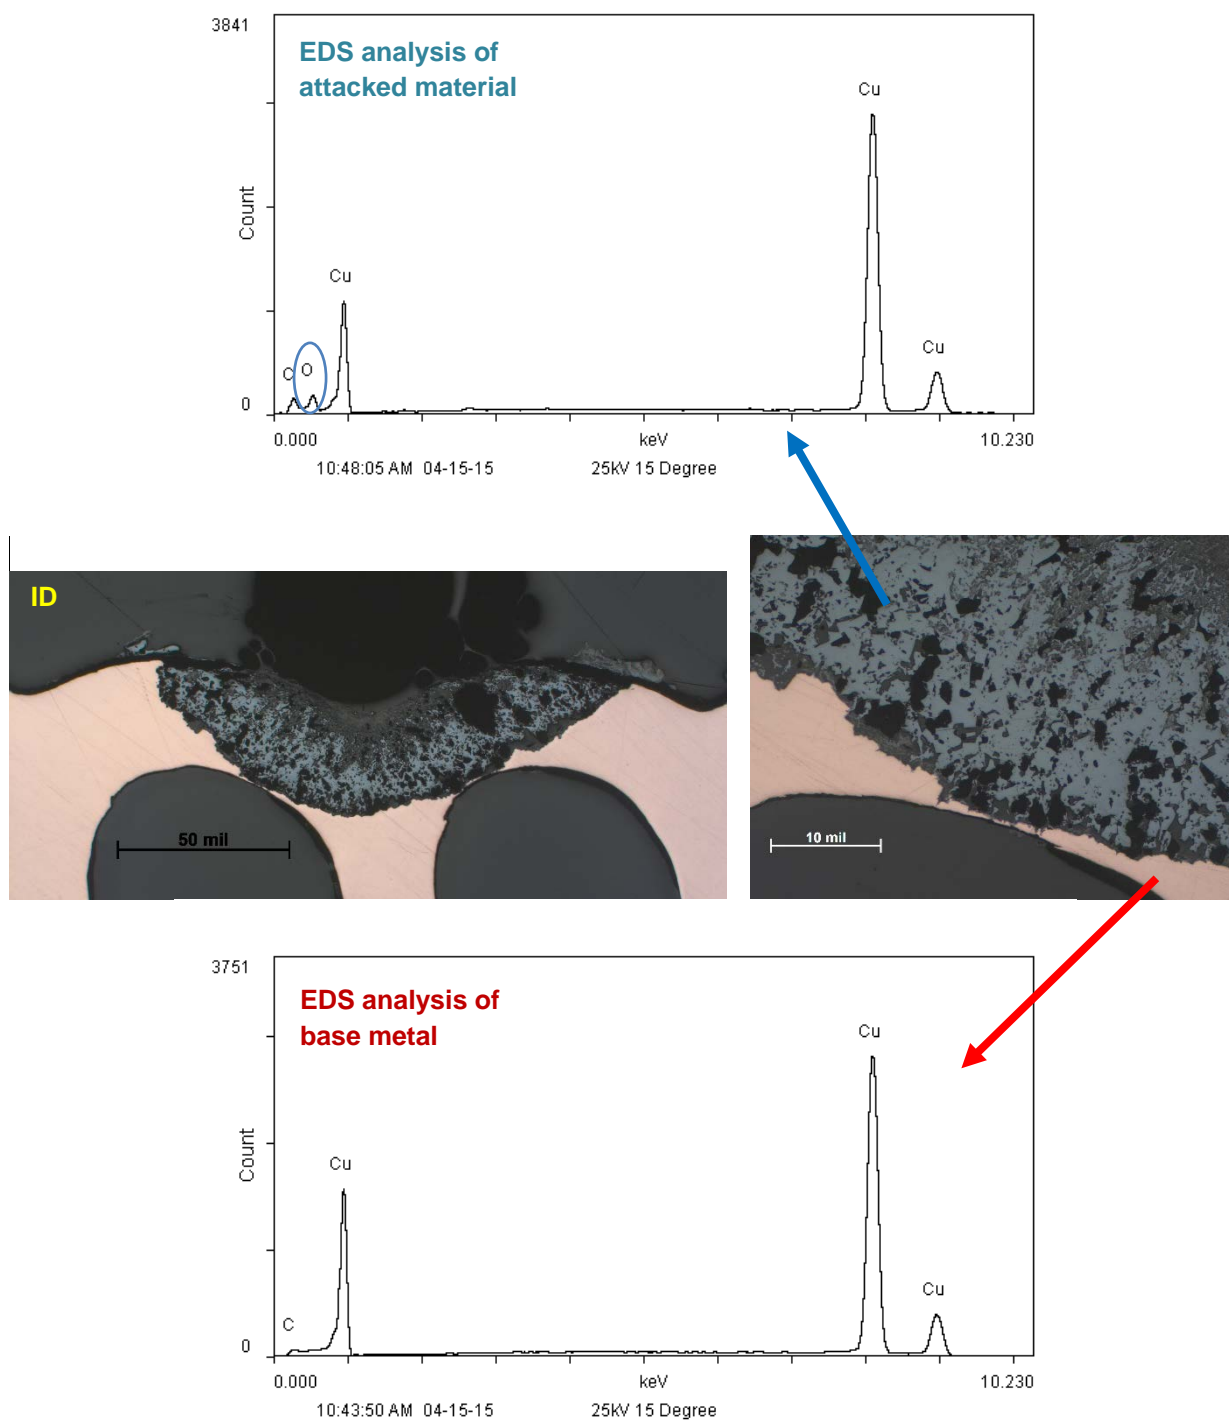 3841
EDS analysis of
attacked material
Cu
Count
Cu
Cu
C O
0
0.000 keV 10.230
10:48:05 AM 04-15-15 25kV 15 Degree
ID
50 mil
10 mil
3751
EDS analysis of
base metal
Cu
Count
Cu
Cu
C
0
0.000 keV 10.230
10:43:50 AM 04-15-15 25kV 15 Degree